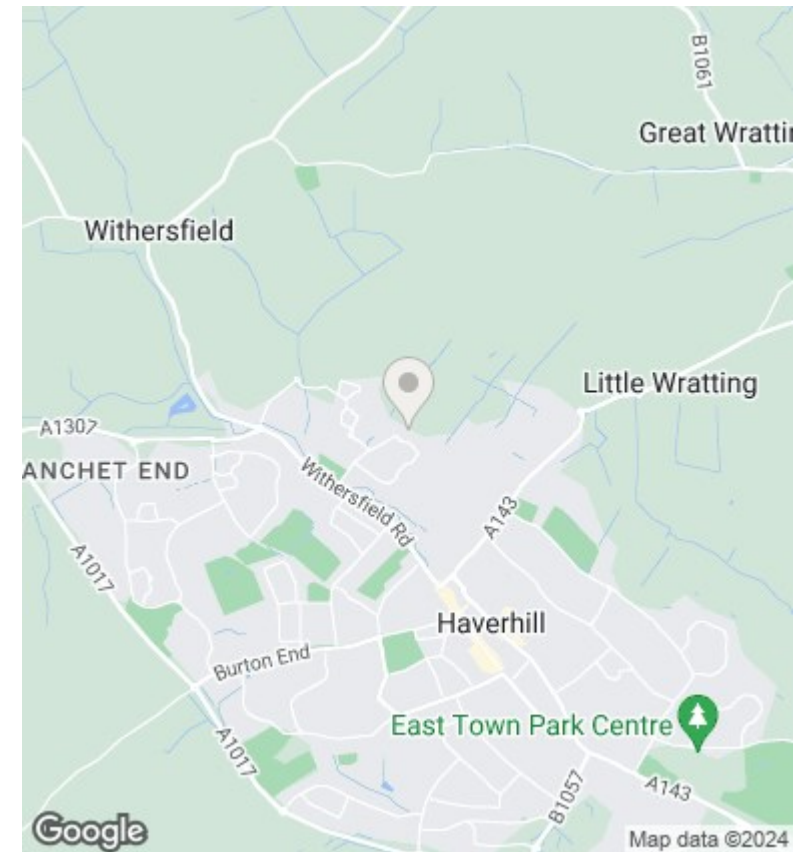 B1061
Great Wrattin
Withersfield
Little Wratting
A1307
ANCHET END
Withersfield Rd
A143
A1017
Haverhill
Burton End
East Town Park Centre
A1017
A143
B1057
Google
Map data ©2024